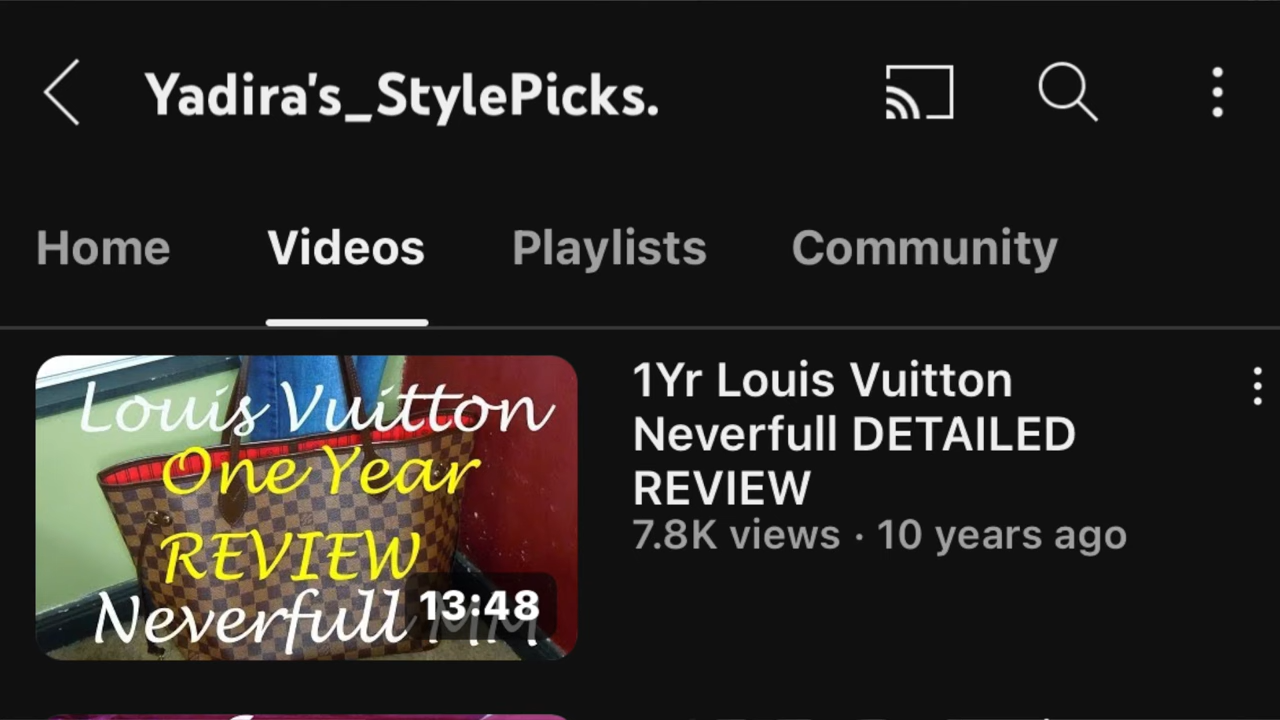 Yadira's_StylePicks.
Home Videos Playlists Community
Louis Vuitton
One Year
REVIEW
Neverfull MM
13:48
1Yr Louis Vuitton
Neverfull DETAILED
REVIEW
7.8K views · 10 years ago